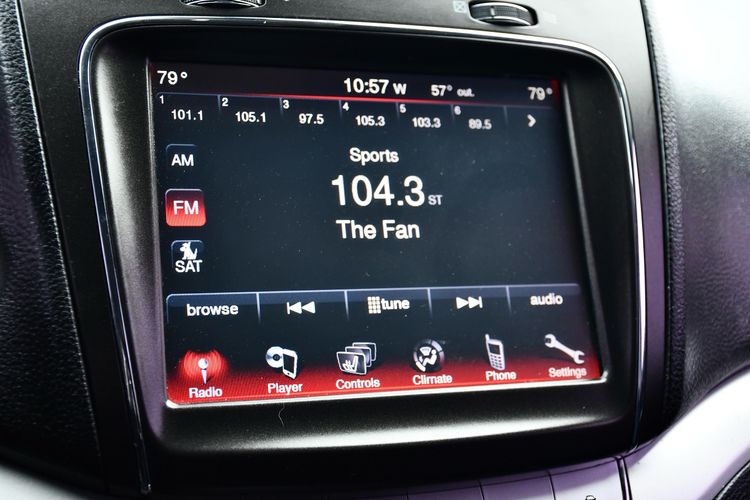 79° 10:57 W 57° out. 79°
1 101.1 2 105.1 3 97.5 4 105.3 5 103.3 6 89.5 >
AM
Sports
FM
104.3 ST
The Fan
SAT
browse tune audio
Radio Player Controls Climate Phone Settings